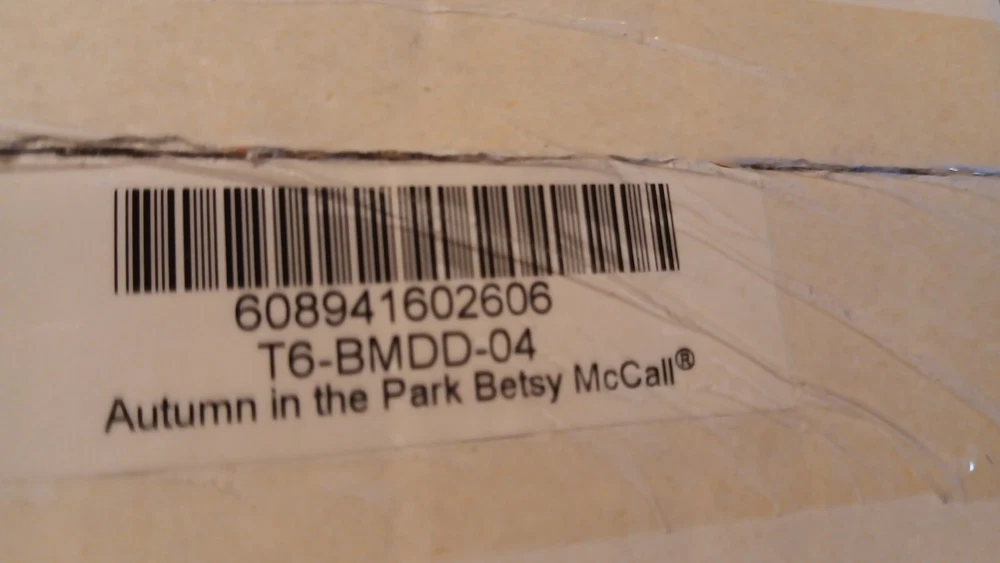 608941602606
T6-BMDD-04
Autumn in the Park Betsy McCall®